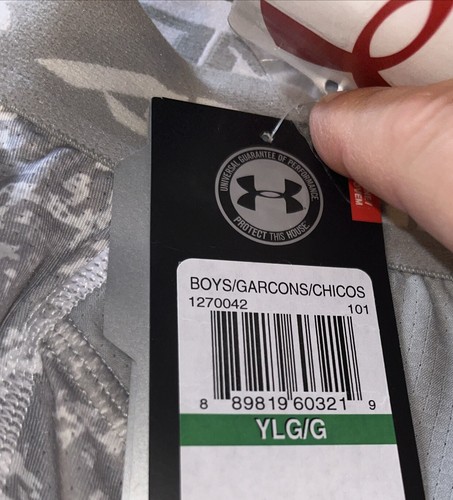 UNIVERSAL GUARANTEE OF PERFORMANCE
PROTECT THIS HOUSE
BOYS/GARCONS/CHICOS
1270042 101
8 89819 60321 9
YLG/G